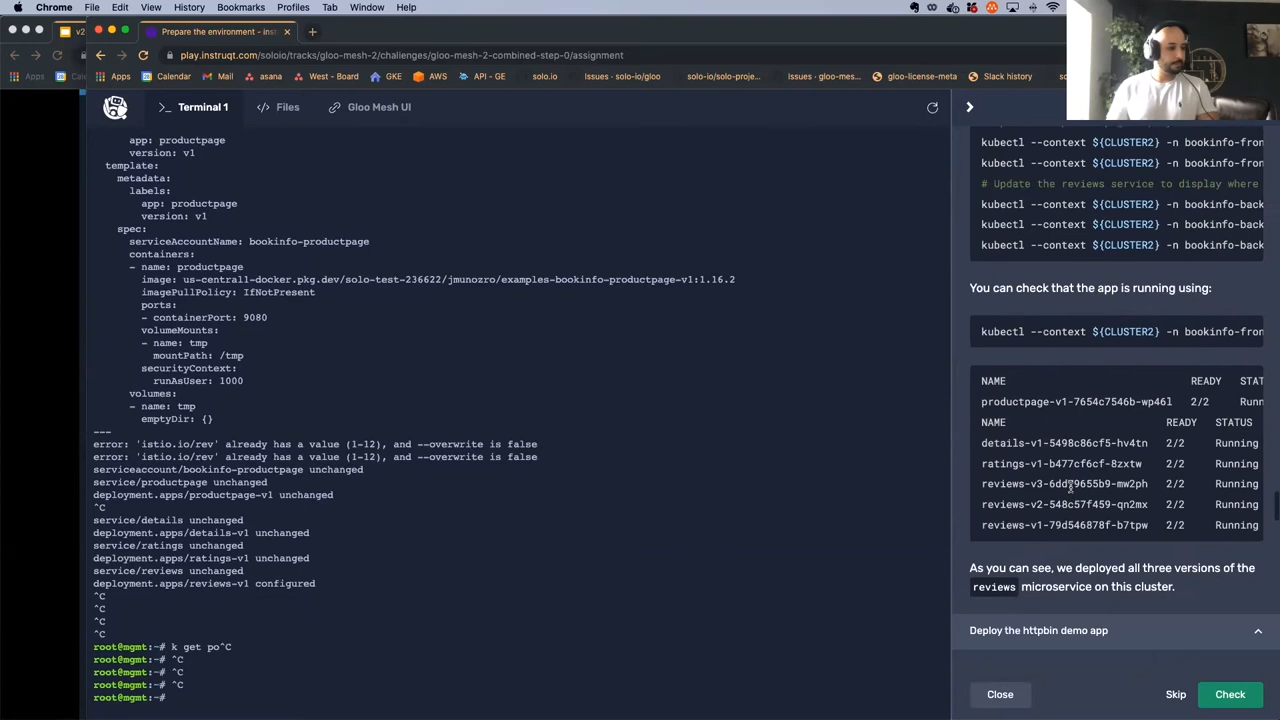 Chrome File Edit View History Bookmarks Profiles Tab Window Help
v2
Prepare the environment - inst
play.instruqt.com/soloio/tracks/gloo-mesh-2/challenges/gloo-mesh-2-combined-step-0/assignment
Apps
Apps Calendar Mail asana West - Board GKE AWS API - GE solo.io Issues · solo-io/gloo solo-io/solo-proje... Issues · gloo-mes... gloo-license-meta Slack history
>_ Terminal 1 </> Files Gloo Mesh UI
app: productpage
version: v1
template:
metadata:
labels:
app: productpage
version: v1
spec:
serviceAccountName: bookinfo-productpage
containers:
- name: productpage
image: us-central1-docker.pkg.dev/solo-test-236622/jmunozro/examples-bookinfo-productpage-v1:1.16.2
imagePullPolicy: IfNotPresent
ports:
- containerPort: 9080
volumeMounts:
- name: tmp
mountPath: /tmp
securityContext:
runAsUser: 1000
volumes:
- name: tmp
emptyDir: {}
---
error: 'istio.io/rev' already has a value (1-12), and --overwrite is false
error: 'istio.io/rev' already has a value (1-12), and --overwrite is false
serviceaccount/bookinfo-productpage unchanged
service/productpage unchanged
deployment.apps/productpage-v1 unchanged
^C
service/details unchanged
deployment.apps/details-v1 unchanged
service/ratings unchanged
deployment.apps/ratings-v1 unchanged
service/reviews unchanged
deployment.apps/reviews-v1 configured
^C
^C
^C
^C
root@mgmt:~# k get po^C
root@mgmt:~# ^C
root@mgmt:~# ^C
root@mgmt:~# ^C
root@mgmt:~#
kubectl --context ${CLUSTER2} -n bookinfo-fron
kubectl --context ${CLUSTER2} -n bookinfo-fron
# Update the reviews service to display where
kubectl --context ${CLUSTER2} -n bookinfo-back
kubectl --context ${CLUSTER2} -n bookinfo-back
kubectl --context ${CLUSTER2} -n bookinfo-back
You can check that the app is running using:
kubectl --context ${CLUSTER2} -n bookinfo-fron
NAME READY STAT
productpage-v1-7654c7546b-wp46l 2/2 Runn
NAME READY STATUS
details-v1-5498c86cf5-hv4tn 2/2 Running
ratings-v1-b477cf6cf-8zxtw 2/2 Running
reviews-v3-6dd79655b9-mw2ph 2/2 Running
reviews-v2-548c57f459-qn2mx 2/2 Running
reviews-v1-79d546878f-b7tpw 2/2 Running
As you can see, we deployed all three versions of the
reviews microservice on this cluster.
Deploy the httpbin demo app
Close Skip Check